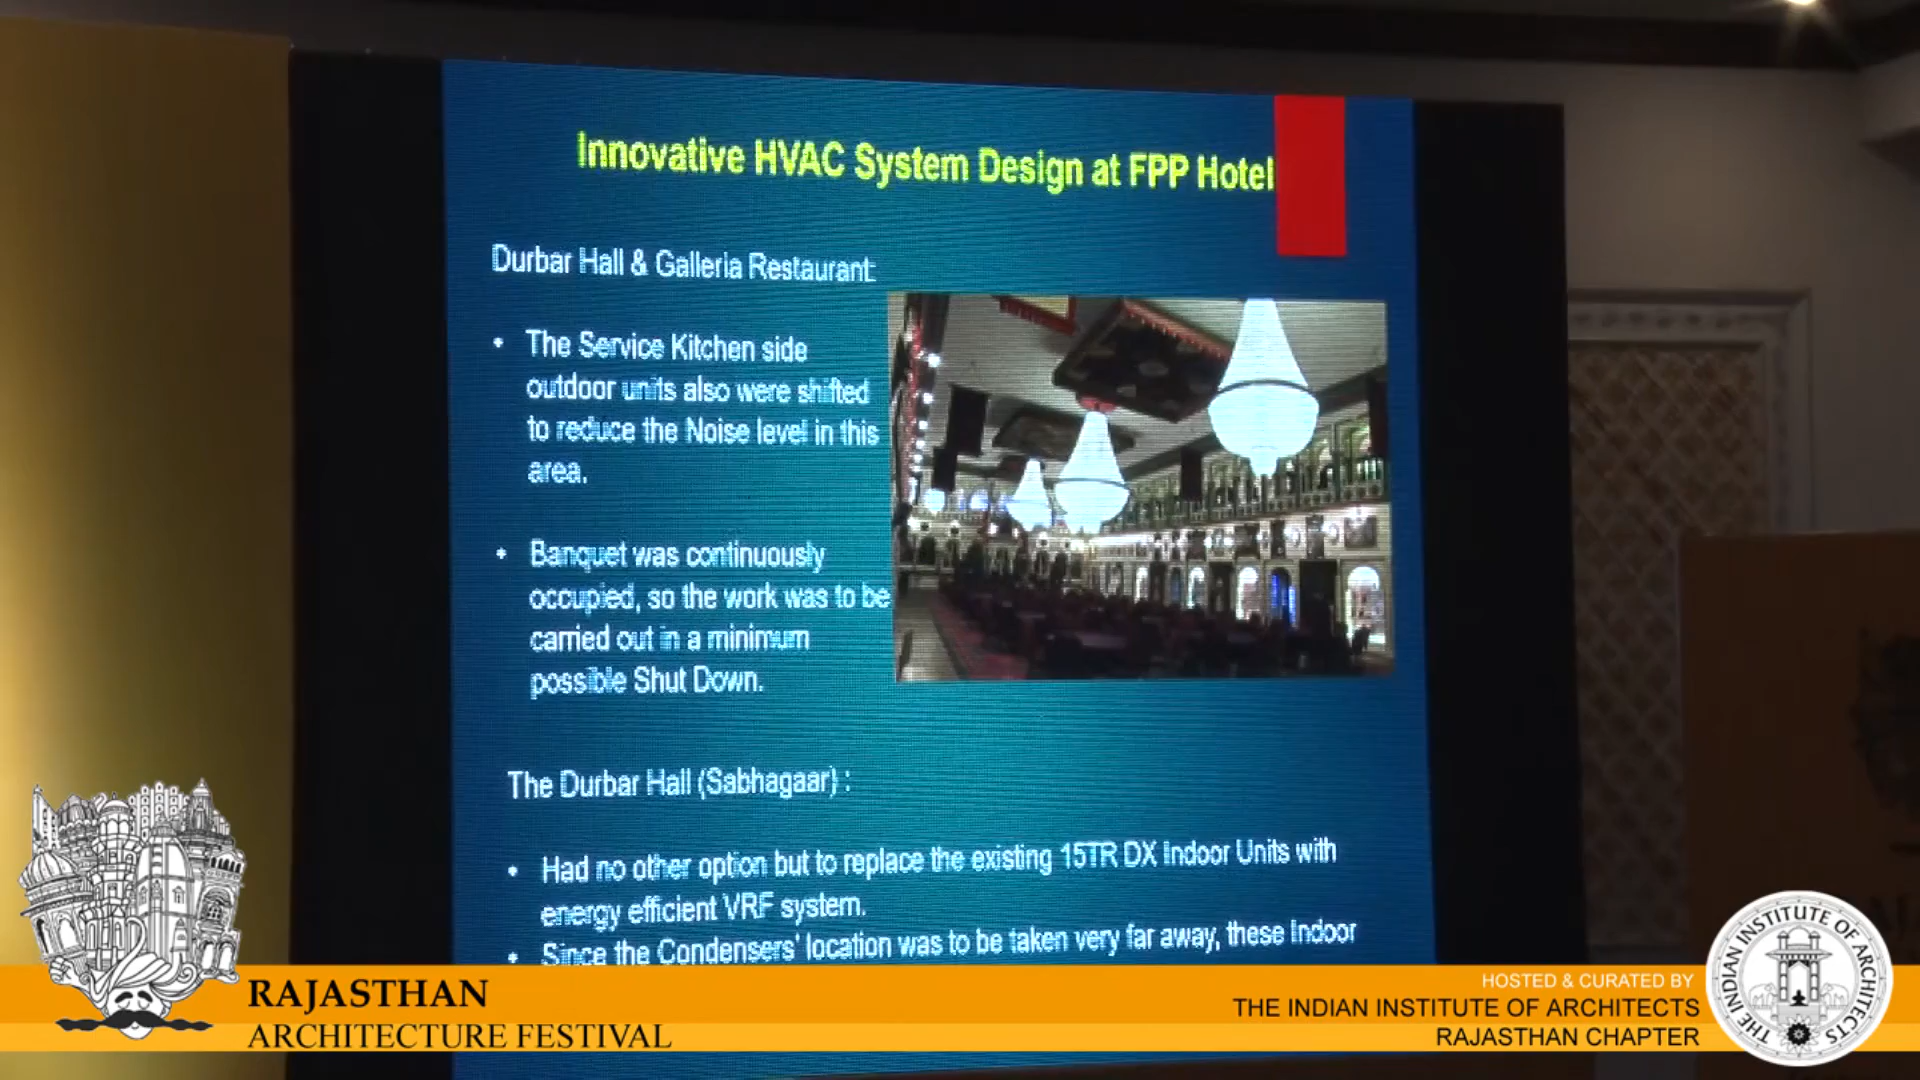 Innovative HVAC System Design at FPP Hotel
Durbar Hall & Galleria Restaurant:
• The Service Kitchen side
outdoor units also were shifted
to reduce the Noise level in this
area.
• Banquet was continuously
occupied, so the work was to be
carried out in a minimum
possible Shut Down.
The Durbar Hall (Sabhagaar) :
• Had no other option but to replace the existing 15TR DX Indoor Units with
energy efficient VRF system.
• Since the Condensers' location was to be taken very far away, these Indoor
RAJASTHAN
ARCHITECTURE FESTIVAL
HOSTED & CURATED BY
THE INDIAN INSTITUTE OF ARCHITECTS
RAJASTHAN CHAPTER
THE INDIAN INSTITUTE OF ARCHITECTS